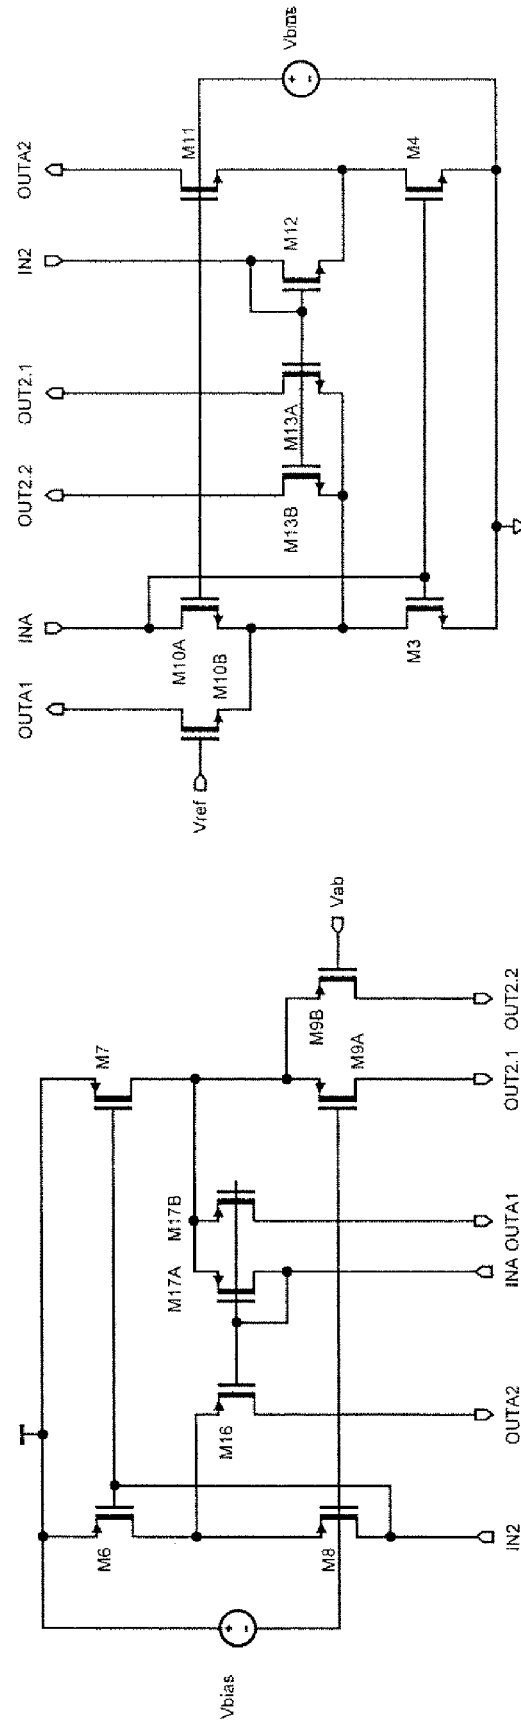 OUTA1
INA
OUT2.2
OUT2.1
IN2
OUTA2
M10A
M10B
M13B
M13A
M12
M11
Vref
M3
M4
M7
M17B
M17A
M16
M6
M8
M9B
M9A
Vab
Vbias
IN2
OUTA2
INA OUTA1
OUT2.1
OUT2.2